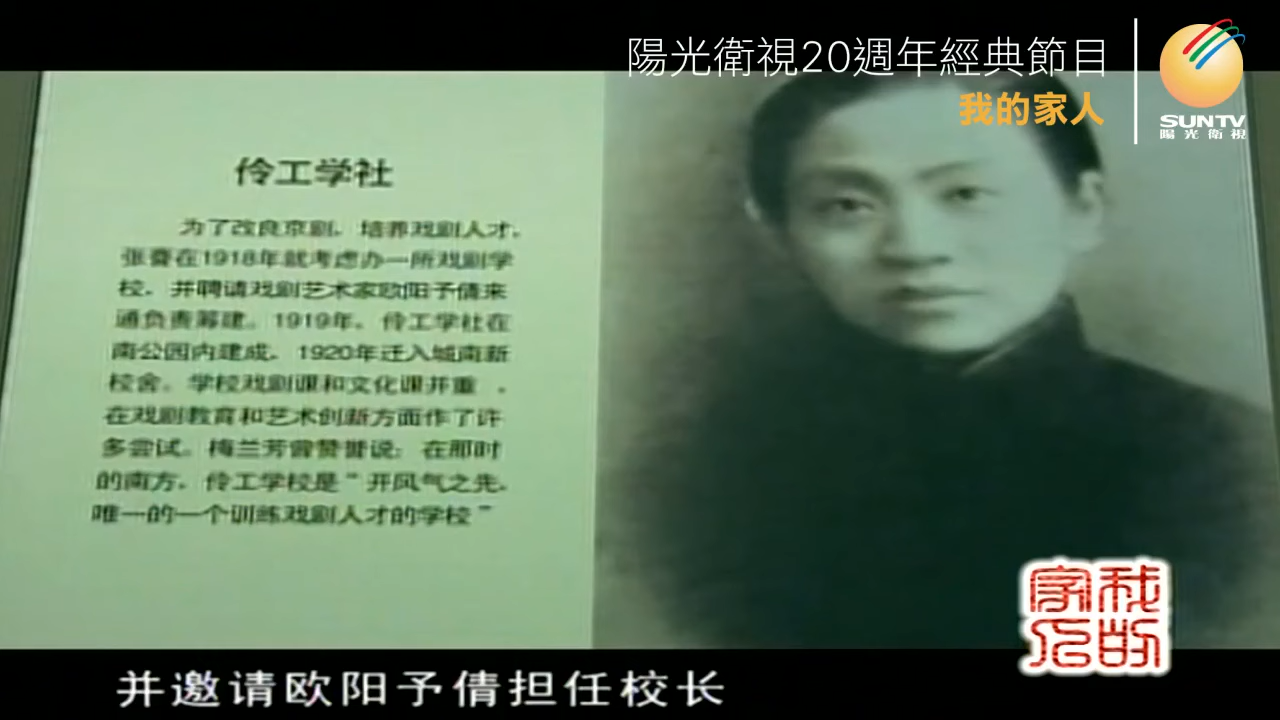 陽光衛視20週年經典節目
我的家人
SUNTV
陽光衛視
伶工学社
为了改良京剧，培养戏剧人才，
张謇在1918年就考虑办一所戏剧学
校，并聘请戏剧艺术家欧阳予倩来
通负责筹建。1919年，伶工学社在
南公园内建成，1920年迁入城南新
校舍。学校戏剧课和文化课并重，
在戏剧教育和艺术创新方面作了许
多尝试。梅兰芳曾赞誉说：在那时
的南方，伶工学校是“开风气之先，
唯一的一个训练戏剧人才的学校”
我的
家人
并邀请欧阳予倩担任校长